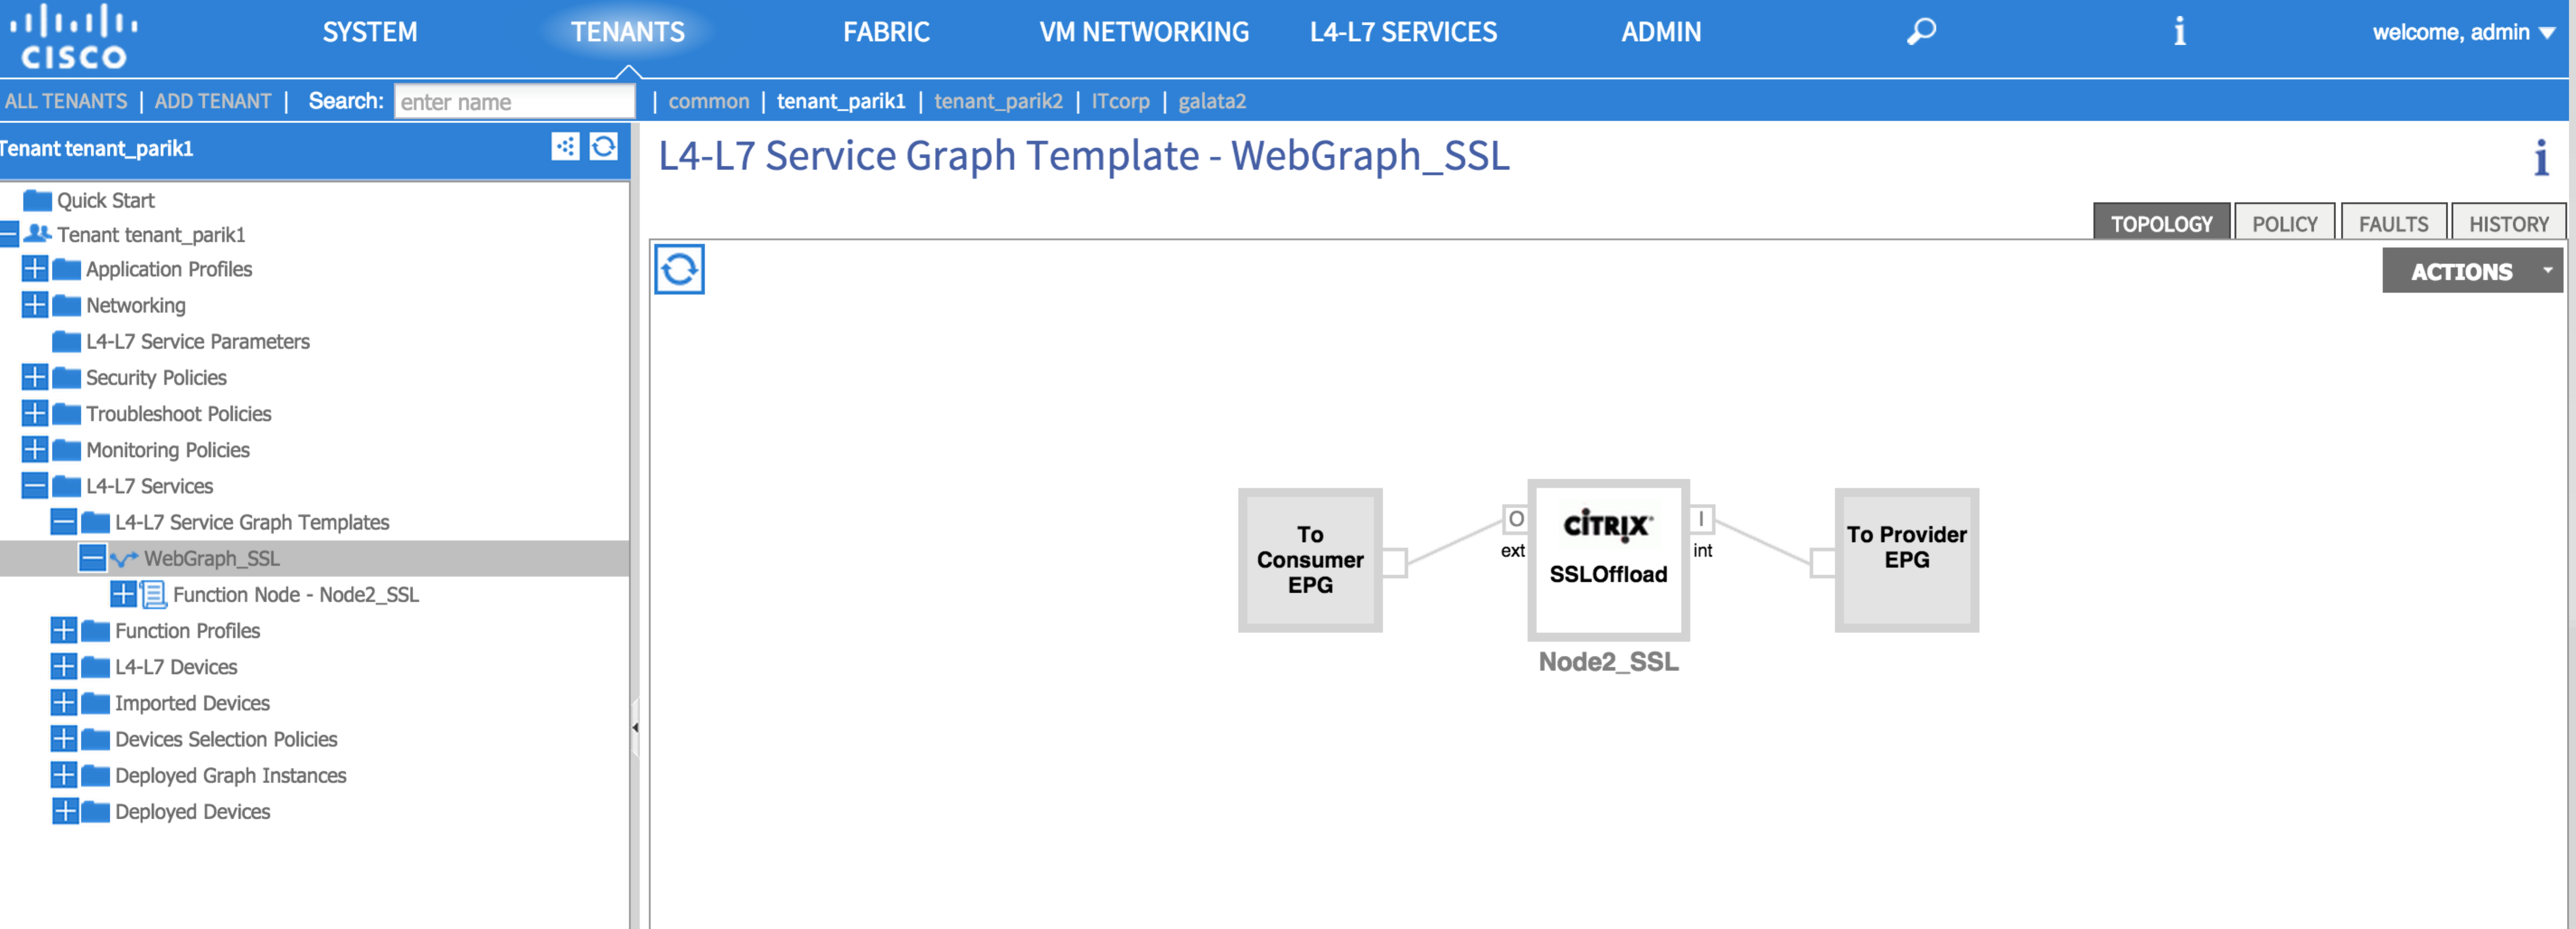 CISCO
SYSTEM TENANTS FABRIC VM NETWORKING L4-L7 SERVICES ADMIN i welcome, admin
ALL TENANTS | ADD TENANT | Search: enter name | common | tenant_parik1 | tenant_parik2 | ITcorp | galata2
Tenant tenant_parik1
Quick Start
Tenant tenant_parik1
Application Profiles
Networking
L4-L7 Service Parameters
Security Policies
Troubleshoot Policies
Monitoring Policies
L4-L7 Services
L4-L7 Service Graph Templates
WebGraph_SSL
Function Node - Node2_SSL
Function Profiles
L4-L7 Devices
Imported Devices
Devices Selection Policies
Deployed Graph Instances
Deployed Devices
L4-L7 Service Graph Template - WebGraph_SSL
i
TOPOLOGY POLICY FAULTS HISTORY
ACTIONS
To
Consumer
EPG
O
ext
CITRIX
SSLOffload
I
int
Node2_SSL
To Provider
EPG